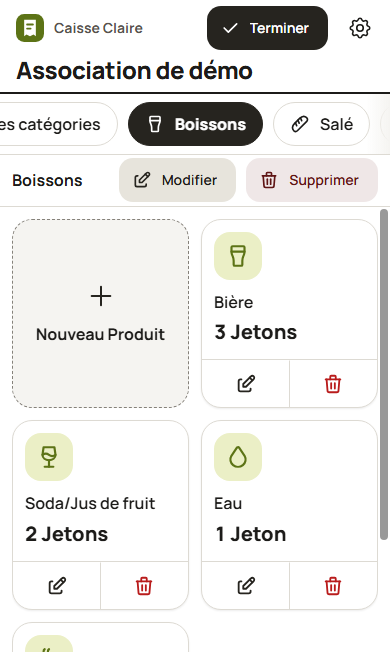 Caisse Claire
Terminer
Association de démo
es catégories
Boissons
Salé
Boissons
Modifier
Supprimer
Nouveau Produit
Bière
3 Jetons
Soda/Jus de fruit
2 Jetons
Eau
1 Jeton